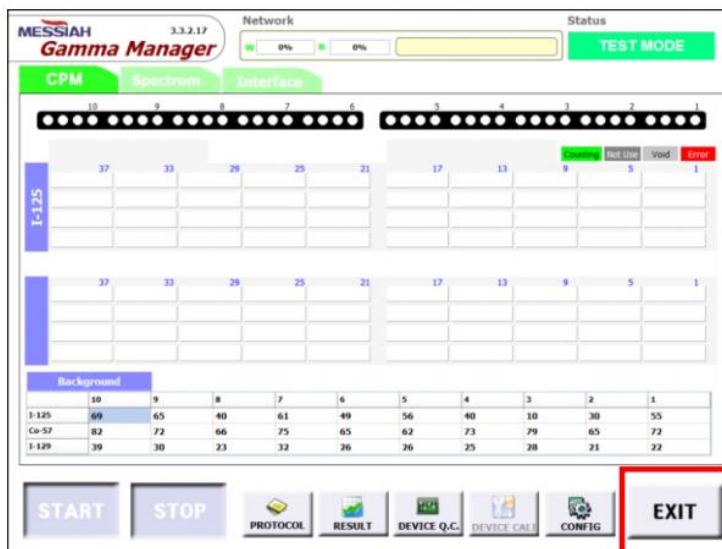 MESSIAH 3.3.2.17
Gamma Manager
Network
W 0% R 0%
Status
TEST MODE
CPM Spectrum Interface
10 9 8 7 6 5 4 3 2 1
Counting Not Use Void Error
37 33 29 25 21 17 13 9 5 1
I-125
37 33 29 25 21 17 13 9 5 1
Background
10 9 8 7 6 5 4 3 2 1
I-125 69 65 40 61 49 56 40 10 30 55
Co-57 82 72 66 75 65 62 73 79 65 72
I-129 39 30 23 32 26 26 25 28 21 22
START STOP PROTOCOL RESULT DEVICE Q.C. DEVICE CALI CONFIG EXIT